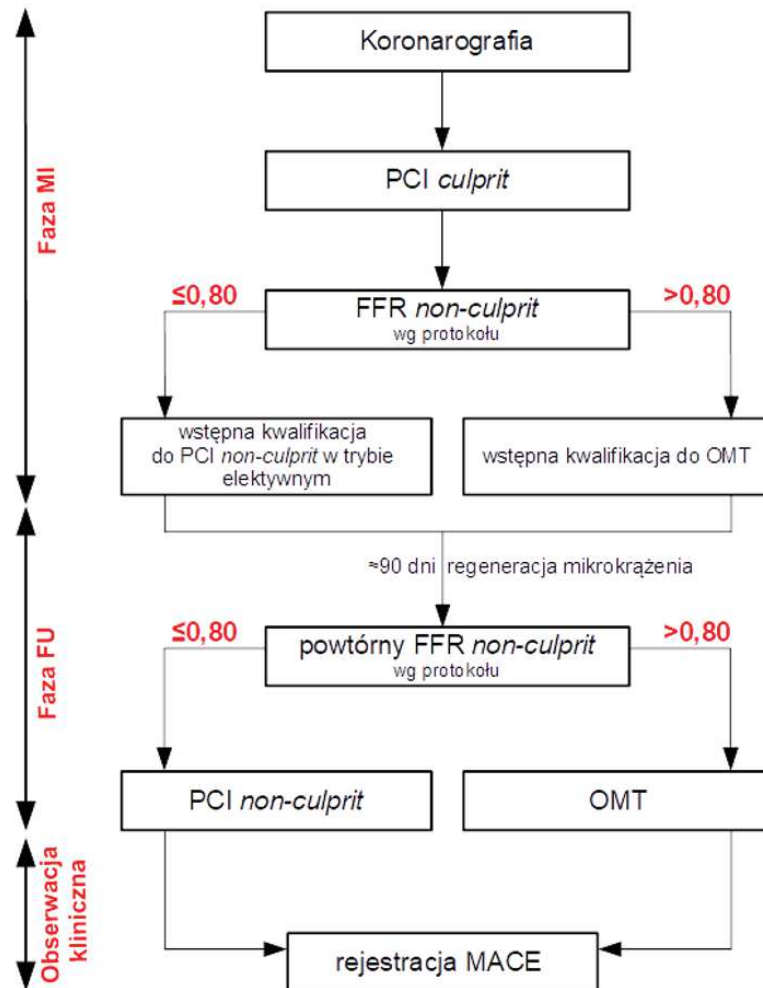 Koronarografia
PCI culprit
Faza MI
≤0,80
>0,80
FFR non-culprit
wg protokołu
wstępna kwalifikacja
do PCI non-culprit w trybie
elektywnym
wstępna kwalifikacja do OMT
≈90 dni regeneracja mikrokrążenia
Faza FU
≤0,80
>0,80
powtórny FFR non-culprit
wg protokołu
PCI non-culprit
OMT
Obserwacja
kliniczna
rejestracja MACE